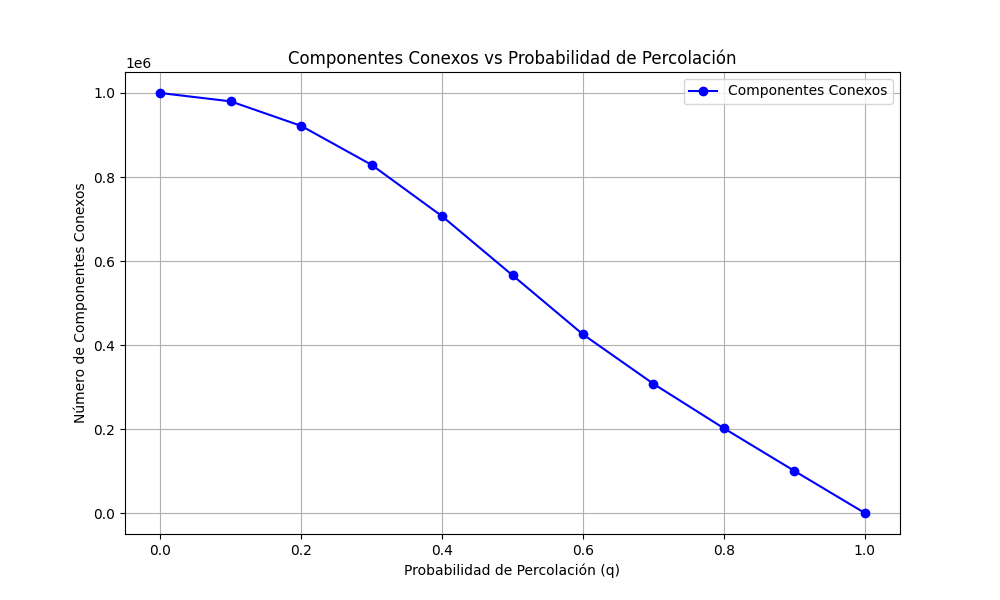 Componentes Conexos vs Probabilidad de Percolación
1e6
Componentes Conexos
1.0
0.8
0.6
0.4
0.2
0.0
Número de Componentes Conexos
0.0 0.2 0.4 0.6 0.8 1.0
Probabilidad de Percolación (q)